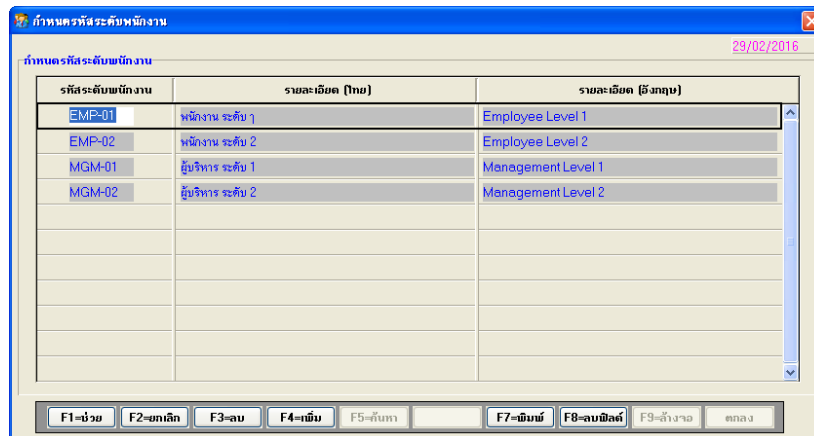 กำหนดรหัสระดับพนักงาน
29/02/2016
กำหนดรหัสระดับพนักงาน
รหัสระดับพนักงาน รายละเอียด (ไทย) รายละเอียด (อังกฤษ)
EMP-01 พนักงาน ระดับ ๅ Employee Level 1
EMP-02 พนักงาน ระดับ 2 Employee Level 2
MGM-01 ผู้บริหาร ระดับ 1 Management Level 1
MGM-02 ผู้บริหาร ระดับ 2 Management Level 2
F1=ช่วย F2=ยกเลิก F3=ลบ F4=เพิ่ม F5=ค้นหา F7=พิมพ์ F8=ลบฟิลด์ F9=ล้างจอ ตกลง